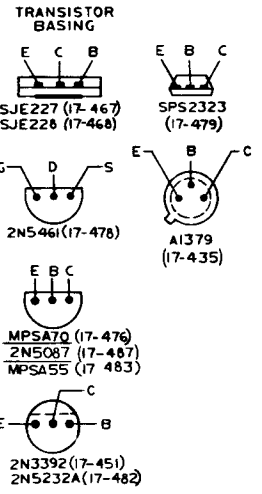 TRANSISTOR
BASING
E C B
SJE227 (17-467)
SJE228 (17-468)
E B C
SPS2323
(17-479)
G D S
2N5461 (17-478)
E B C
A1379
(17-435)
E B C
MPSA70 (17-476)
2N5087 (17-487)
MPSA55 (17 483)
C
E B
2N3392 (17-451)
2N5232A (17-482)